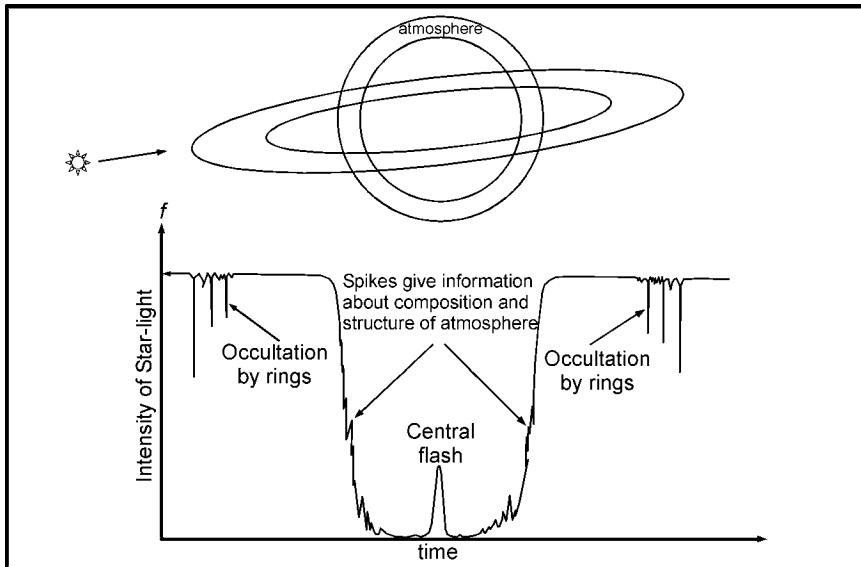 atmosphere
f
Intensity of Star-light
Spikes give information
about composition and
structure of atmosphere
Occultation
by rings
Occultation
by rings
Central
flash
time